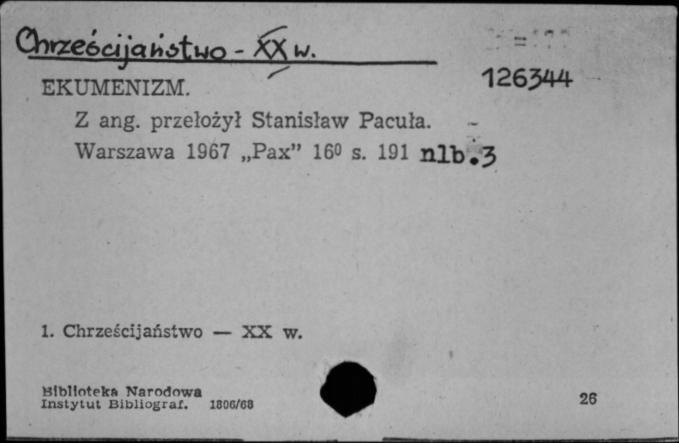 Chrześcijaństwo - XX w.
126344
EKUMENIZM.
Z ang. przełożył Stanisław Pacuła.
Warszawa 1967 „Pax” 16⁰ s. 191 nlb.3
1. Chrześcijaństwo — XX w.
Biblioteka Narodowa
Instytut Bibliograf. 1806/68
26